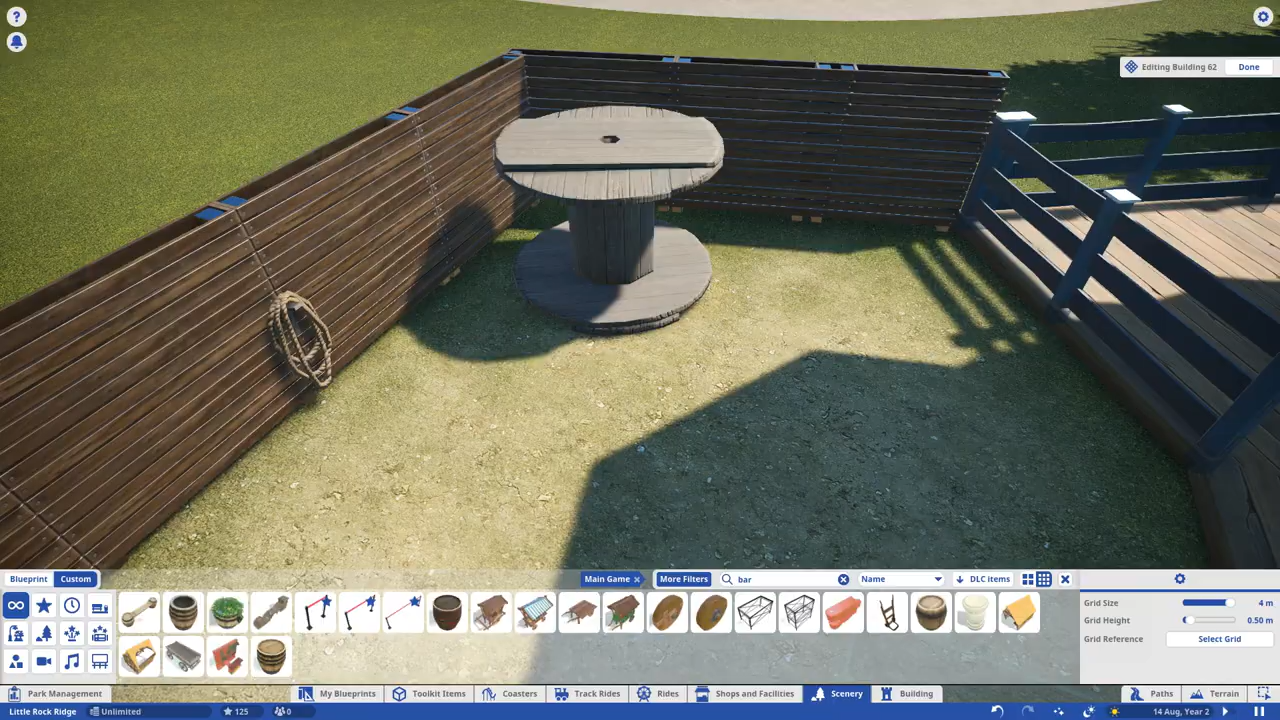 ?
Editing Building 62 Done
Blueprint Custom Main Game × More Filters bar Name DLC items
Grid Size 4 m
Grid Height 0.50 m
Grid Reference Select Grid
Park Management My Blueprints Toolkit Items Coasters Track Rides Rides Shops and Facilities Scenery Building Paths Terrain
Little Rock Ridge Unlimited 125 0 14 Aug, Year 2